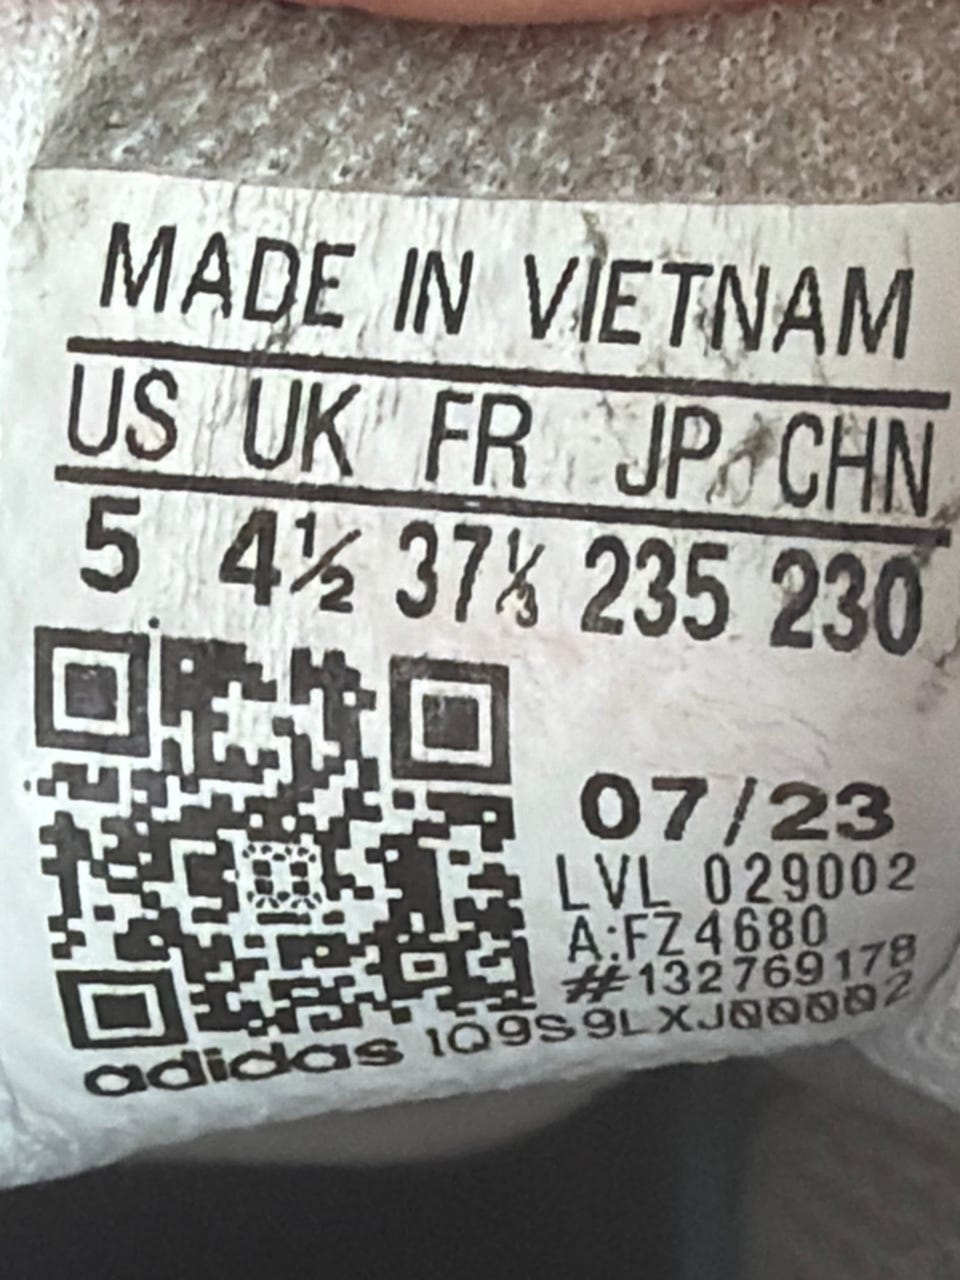 MADE IN VIETNAM
US UK FR JP CHN
5 4½ 37⅓ 235 230
07/23
LVL 029002
A:FZ4680
#132769178
adidas 1Q9S9LXJ00002